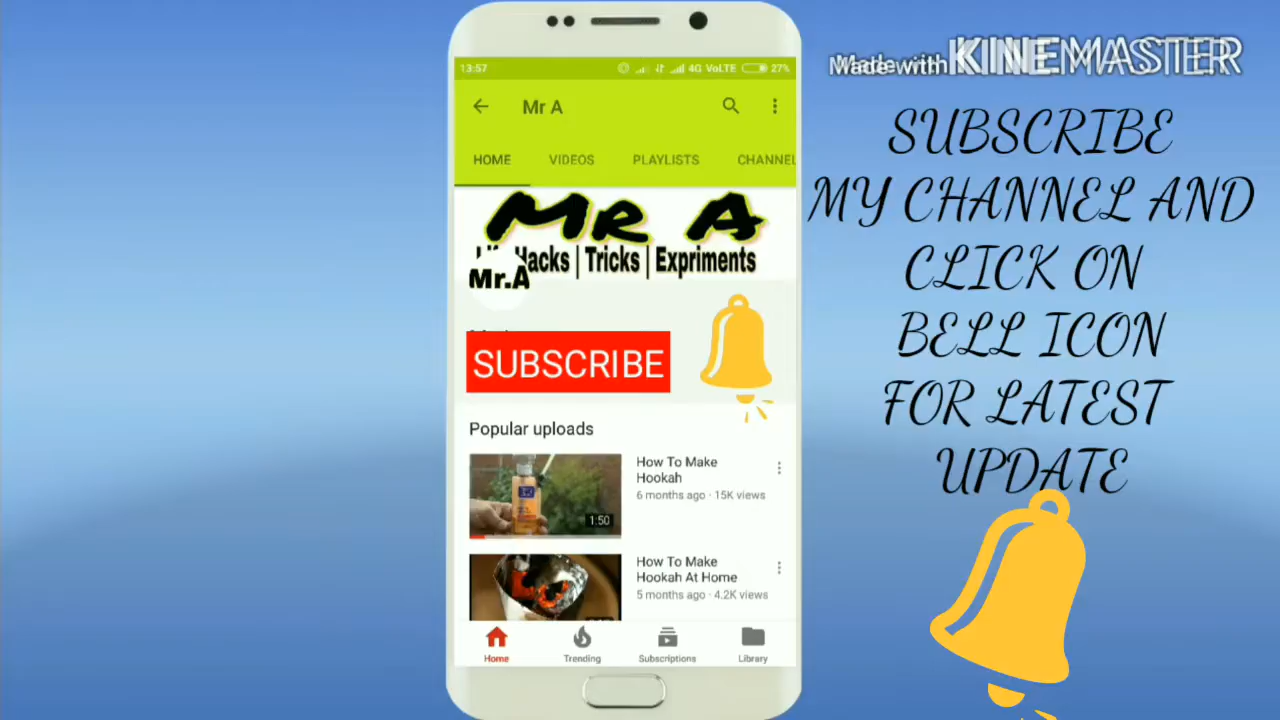 Made with KINEMASTER
13:57 4G VoLTE 27%
Mr A
HOME VIDEOS PLAYLISTS CHANNEL
Mr A
Hacks | Tricks | Expriments
Mr.A
SUBSCRIBE
Popular uploads
How To Make
Hookah
6 months ago · 15K views
1:50
How To Make
Hookah At Home
5 months ago · 4.2K views
Home Trending Subscriptions Library
SUBSCRIBE
MY CHANNEL AND
CLICK ON
BELL ICON
FOR LATEST
UPDATE